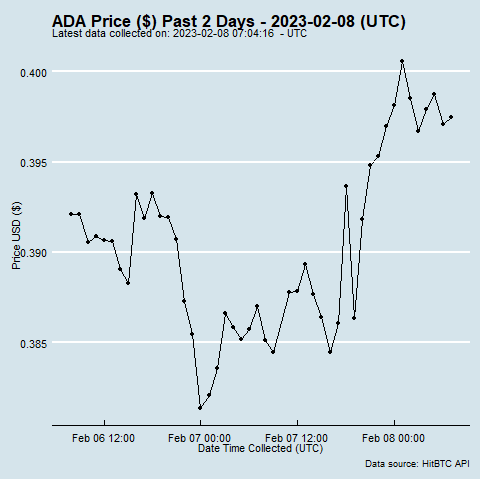 ADA Price ($) Past 2 Days - 2023-02-08 (UTC)
Latest data collected on: 2023-02-08 07:04:16  - UTC
0.400
0.395
0.390
0.385
Price USD ($)
Feb 06 12:00
Feb 07 00:00
Feb 07 12:00
Feb 08 00:00
Date Time Collected (UTC)
Data source: HitBTC API